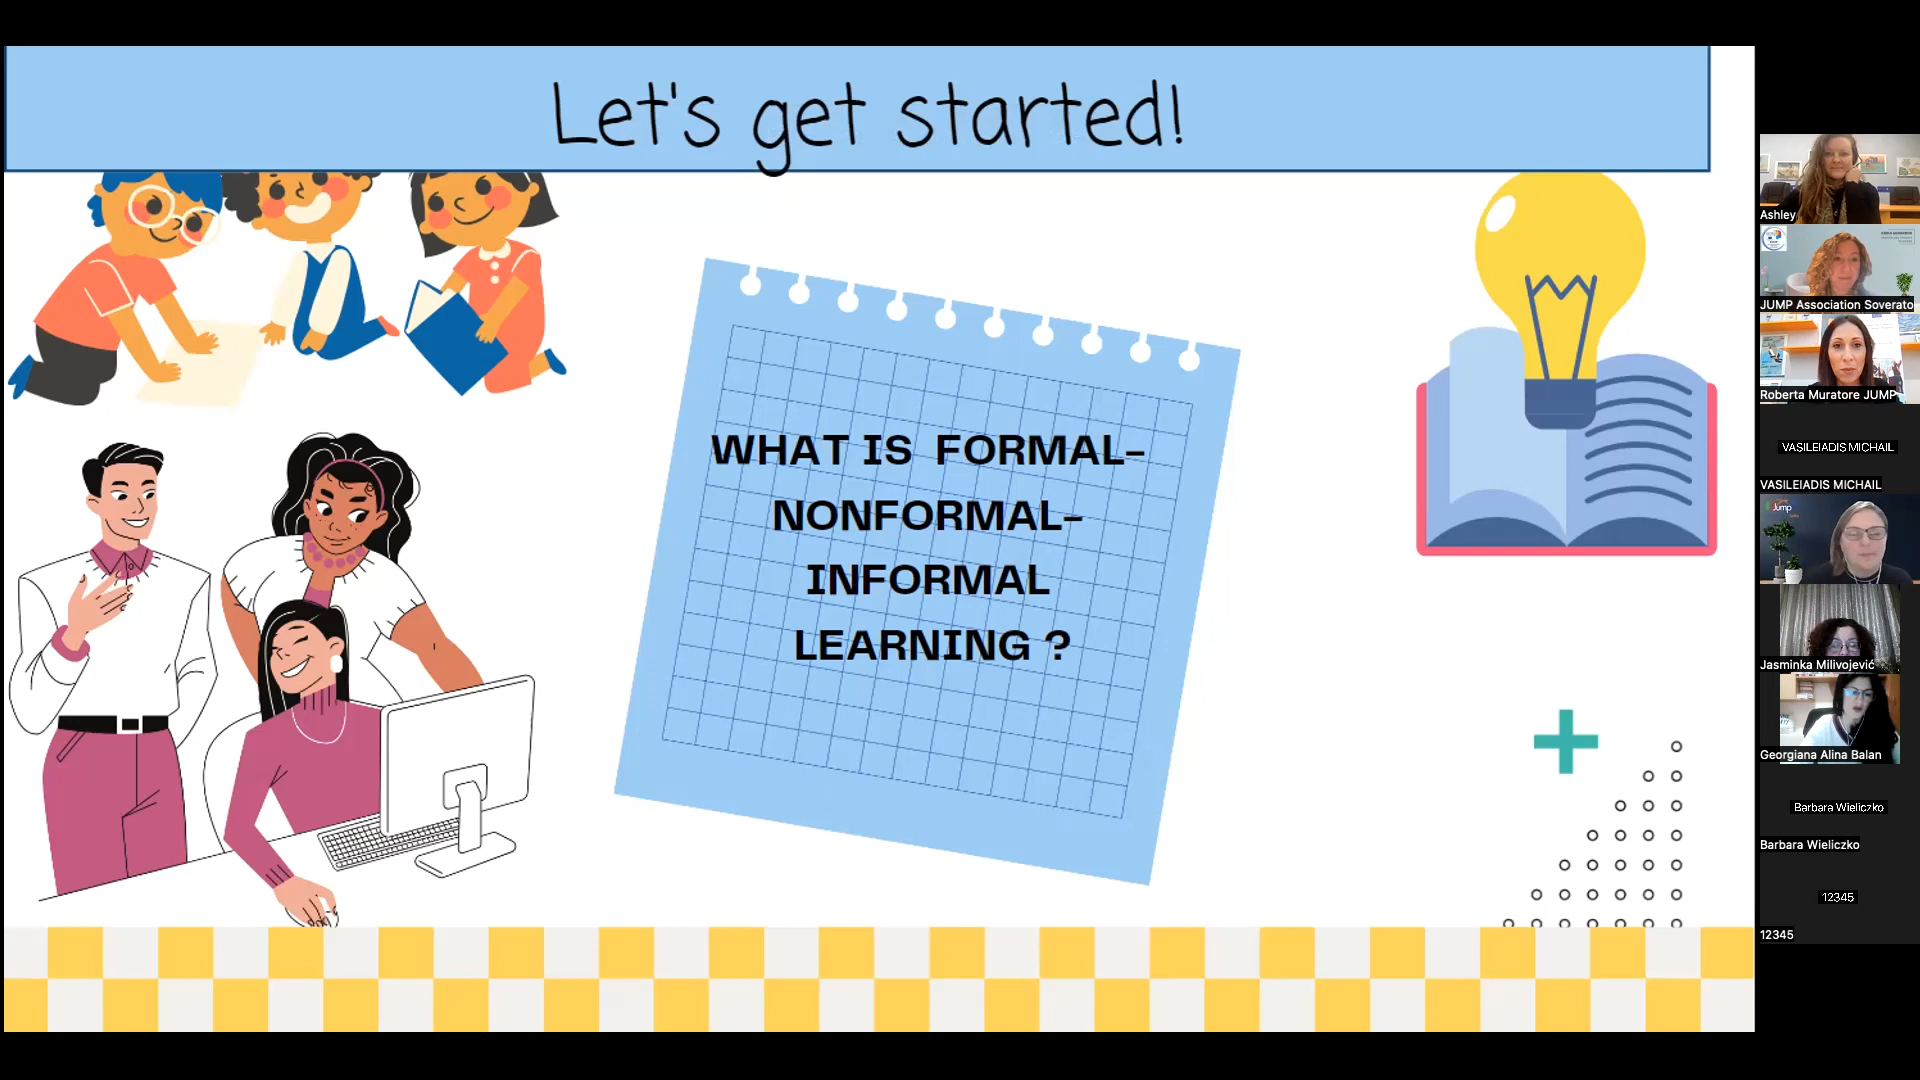 Let's get started!
WHAT IS FORMAL-
NONFORMAL-
INFORMAL
LEARNING ?
Ashley
JUMP Association Soverato
Roberta Muratore JUMP
VASILEIADIS MICHAIL
VASILEIADIS MICHAIL
Jump
Jasminka Milivojević
Georgiana Alina Balan
Barbara Wieliczko
Barbara Wieliczko
12345
12345